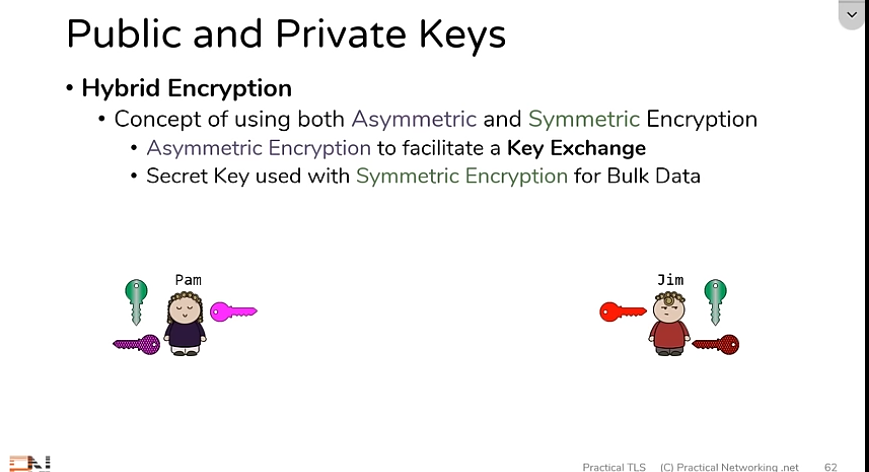 Public and Private Keys
• Hybrid Encryption
• Concept of using both Asymmetric and Symmetric Encryption
• Asymmetric Encryption to facilitate a Key Exchange
• Secret Key used with Symmetric Encryption for Bulk Data
Pam
Jim
Practical TLS (C) Practical Networking .net 62